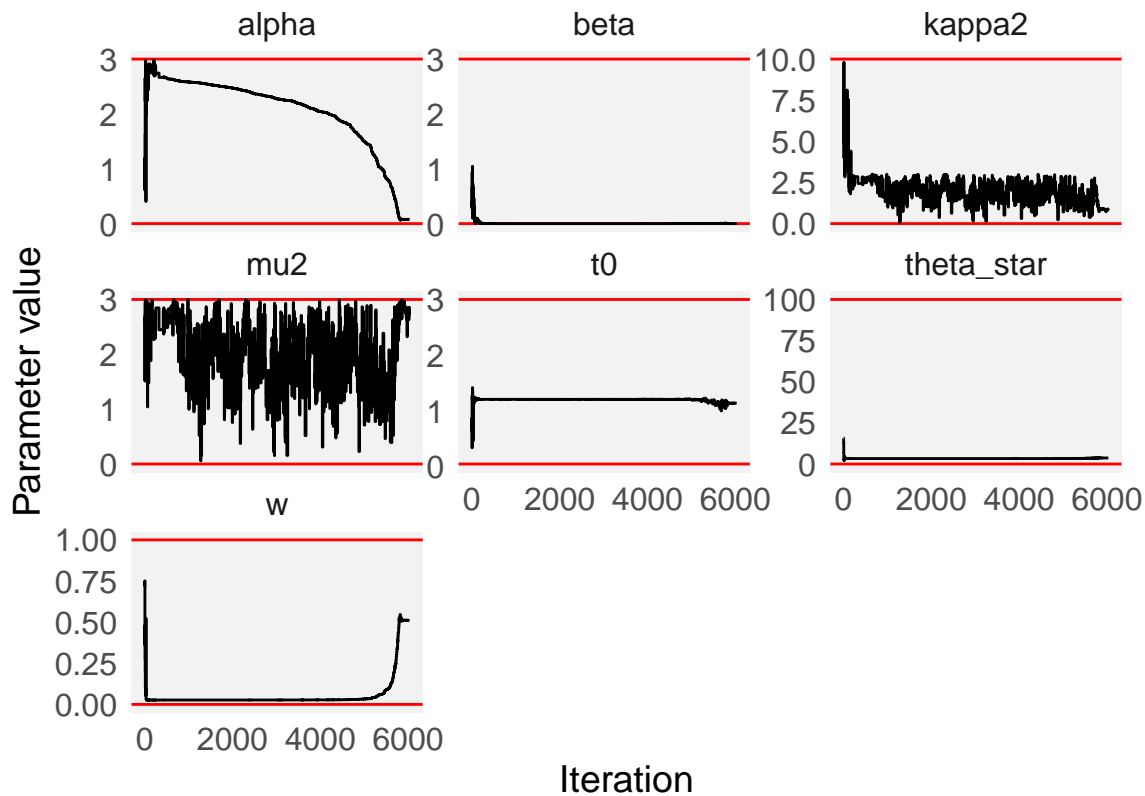 alpha beta kappa2
3 3 10.0
2 2 7.5
5.0
1 1 2.5
0 0 0.0
mu2 t0 theta_star
3 3 100
2 2 75
50
1 1 25
0 0 0
w 0 2000 4000 6000 0 2000 4000 6000
1.00
0.75
0.50
0.25
0.00
0 2000 4000 6000
Iteration
Parameter value